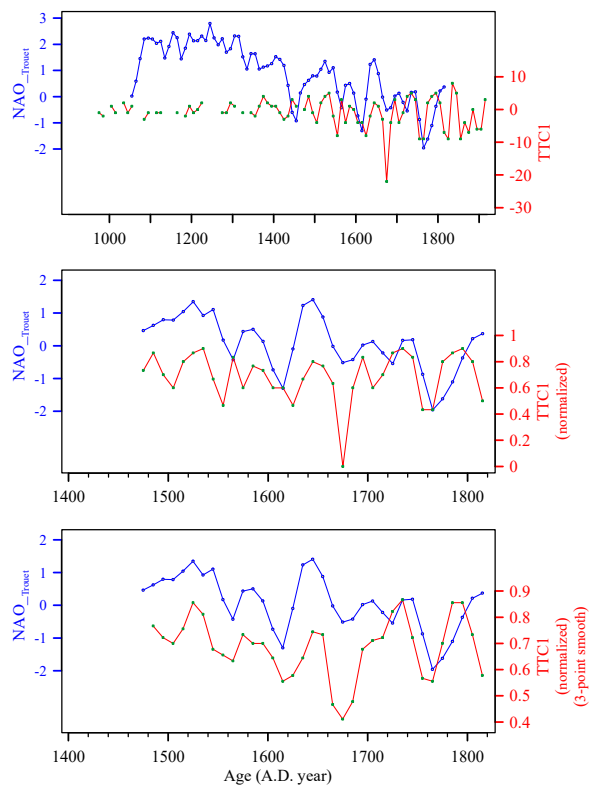 3
2
1
0
-1
-2
NAO_Trouet
10
0
-10
-20
-30
TTC1
1000 1200 1400 1600 1800
2
1
0
-1
-2
NAO_Trouet
1
0.8
0.6
0.4
0.2
0
TTC1
(normalized)
1400 1500 1600 1700 1800
2
1
0
-1
-2
NAO_Trouet
0.9
0.8
0.7
0.6
0.5
0.4
TTC1
(normalized)
(3-point smooth)
1400 1500 1600 1700 1800
Age (A.D. year)